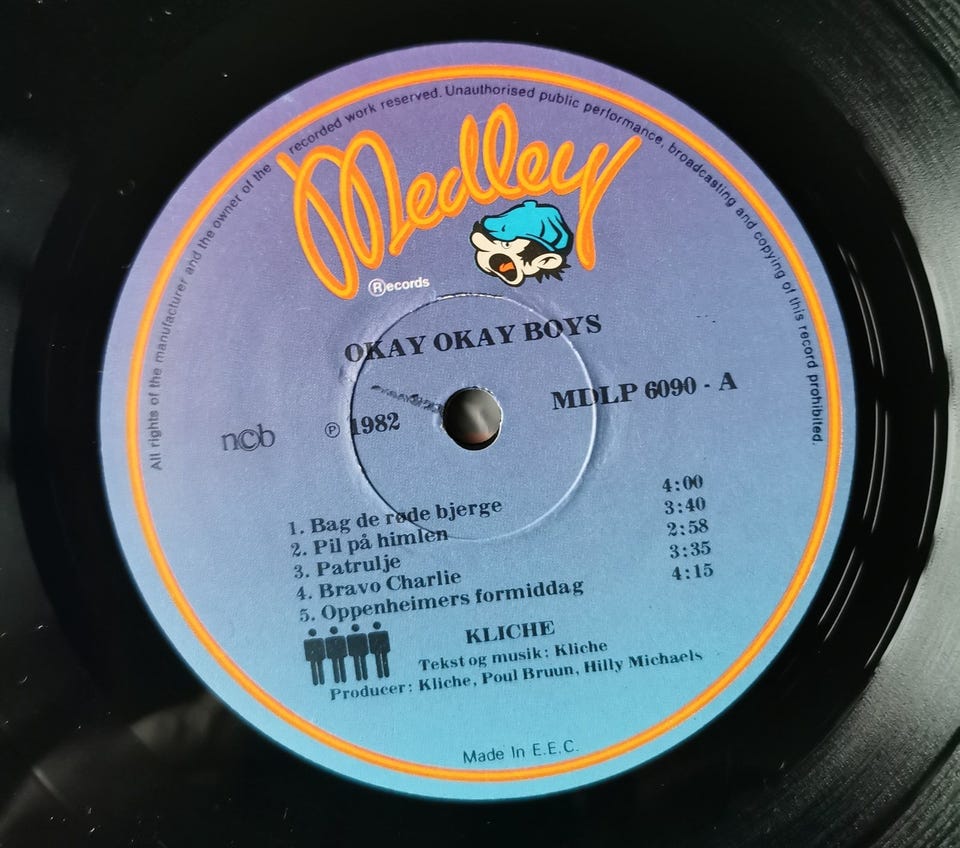 All rights of the manufacturer and the owner of the recorded work reserved. Unauthorised public performance, broadcasting and copying of this record prohibited.
Medley
®ecords
OKAY OKAY BOYS
MDLP 6090 - A
ncb
℗ 1982
1. Bag de røde bjerge 4:00
2. Pil på himlen 3:40
3. Patrulje 2:58
4. Bravo Charlie 3:35
5. Oppenheimers formiddag 4:15
KLICHE
Tekst og musik: Kliche
Producer: Kliche, Poul Bruun, Hilly Michaels
Made In E.E.C.